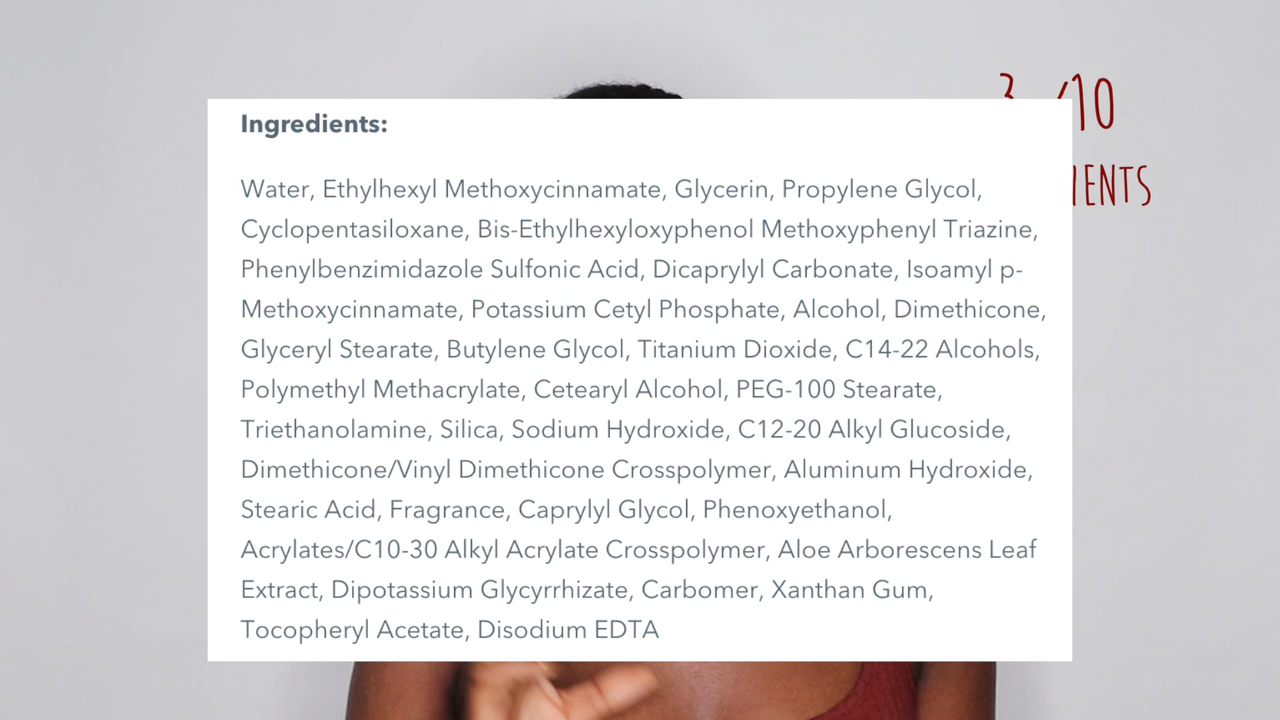 Ingredients:
Water, Ethylhexyl Methoxycinnamate, Glycerin, Propylene Glycol,
Cyclopentasiloxane, Bis-Ethylhexyloxyphenol Methoxyphenyl Triazine,
Phenylbenzimidazole Sulfonic Acid, Dicaprylyl Carbonate, Isoamyl p-
Methoxycinnamate, Potassium Cetyl Phosphate, Alcohol, Dimethicone,
Glyceryl Stearate, Butylene Glycol, Titanium Dioxide, C14-22 Alcohols,
Polymethyl Methacrylate, Cetearyl Alcohol, PEG-100 Stearate,
Triethanolamine, Silica, Sodium Hydroxide, C12-20 Alkyl Glucoside,
Dimethicone/Vinyl Dimethicone Crosspolymer, Aluminum Hydroxide,
Stearic Acid, Fragrance, Caprylyl Glycol, Phenoxyethanol,
Acrylates/C10-30 Alkyl Acrylate Crosspolymer, Aloe Arborescens Leaf
Extract, Dipotassium Glycyrrhizate, Carbomer, Xanthan Gum,
Tocopheryl Acetate, Disodium EDTA
/10